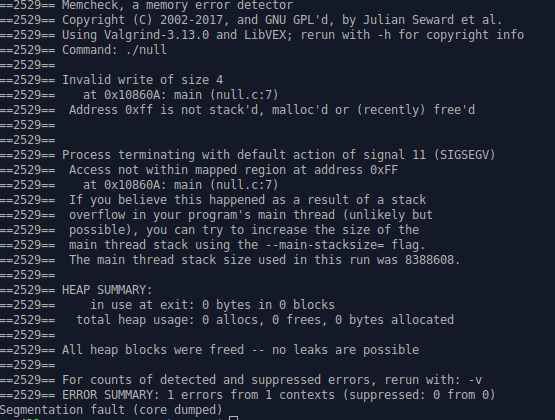 ==2529== Memcheck, a memory error detector
==2529== Copyright (C) 2002-2017, and GNU GPL'd, by Julian Seward et al.
==2529== Using Valgrind-3.13.0 and LibVEX; rerun with -h for copyright info
==2529== Command: ./null
==2529==
==2529== Invalid write of size 4
==2529==    at 0x10860A: main (null.c:7)
==2529==  Address 0xff is not stack'd, malloc'd or (recently) free'd
==2529==
==2529==
==2529== Process terminating with default action of signal 11 (SIGSEGV)
==2529==  Access not within mapped region at address 0xFF
==2529==    at 0x10860A: main (null.c:7)
==2529==  If you believe this happened as a result of a stack
==2529==  overflow in your program's main thread (unlikely but
==2529==  possible), you can try to increase the size of the
==2529==  main thread stack using the --main-stacksize= flag.
==2529==  The main thread stack size used in this run was 8388608.
==2529==
==2529== HEAP SUMMARY:
==2529==     in use at exit: 0 bytes in 0 blocks
==2529==   total heap usage: 0 allocs, 0 frees, 0 bytes allocated
==2529==
==2529== All heap blocks were freed -- no leaks are possible
==2529==
==2529== For counts of detected and suppressed errors, rerun with: -v
==2529== ERROR SUMMARY: 1 errors from 1 contexts (suppressed: 0 from 0)
Segmentation fault (core dumped)